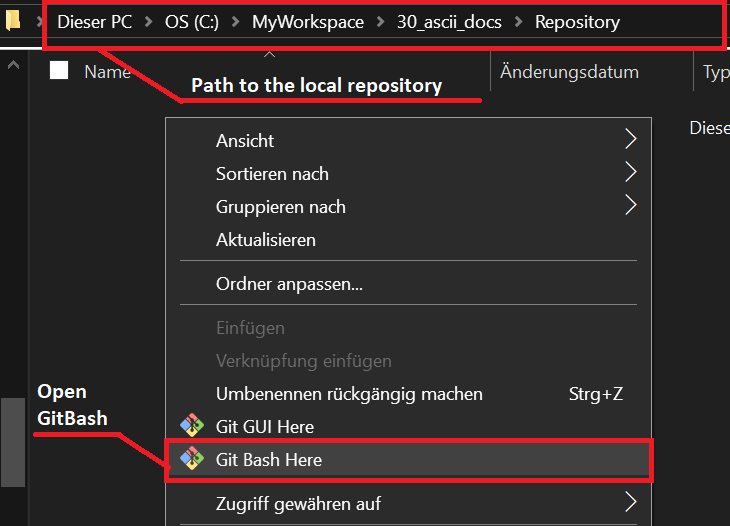 Dieser PC > OS (C:) > MyWorkspace > 30_ascii_docs > Repository
Name
Änderungsdatum
Typ
Path to the local repository
Diese
Ansicht
Sortieren nach
Gruppieren nach
Aktualisieren
Ordner anpassen...
Einfügen
Verknüpfung einfügen
Umbenennen rückgängig machen Strg+Z
Open
GitBash
Git GUI Here
Git Bash Here
Zugriff gewähren auf